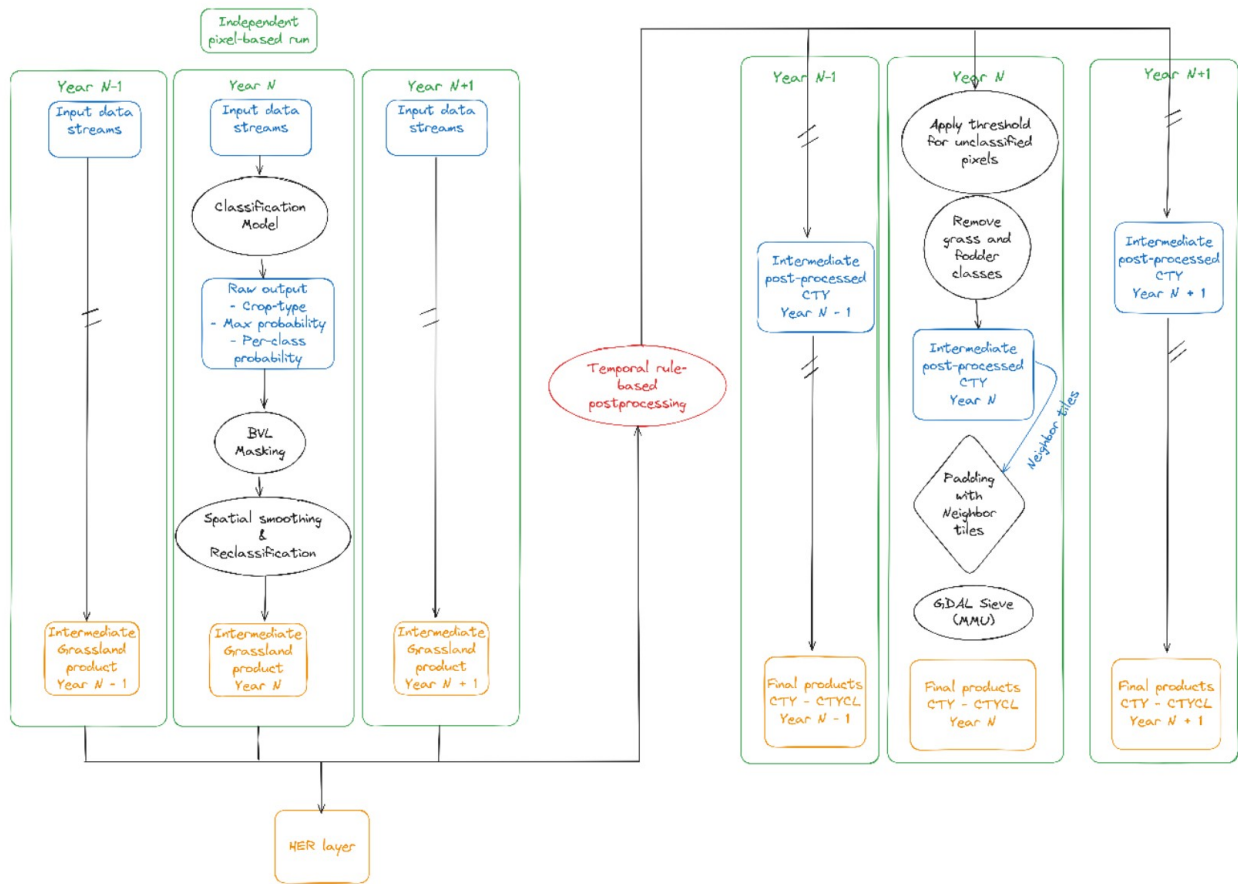 Independent
pixel-based run
Year N-1
Input data
streams
Intermediate
Grassland
product
Year N - 1
Year N
Input data
streams
Classification
Model
Raw output
- Crop-type
- Max probability
- Per-class
probability
BVL
Masking
Spatial smoothing
&
Reclassification
Intermediate
Grassland
product
Year N
Year N+1
Input data
streams
Intermediate
Grassland
product
Year N + 1
HER layer
Temporal rule-
based
postprocessing
Year N-1
Intermediate
post-processed
CTY
Year N - 1
Final products
CTY - CTYCL
Year N - 1
Year N
Apply threshold
for unclassified
pixels
Remove
grass and
fodder
classes
Intermediate
post-processed
CTY
Year N
Neighbor tiles
Padding
with
Neighbor
tiles
GDAL Sieve
(MMU)
Final products
CTY - CTYCL
Year N
Year N+1
Intermediate
post-processed
CTY
Year N + 1
Final products
CTY - CTYCL
Year N + 1